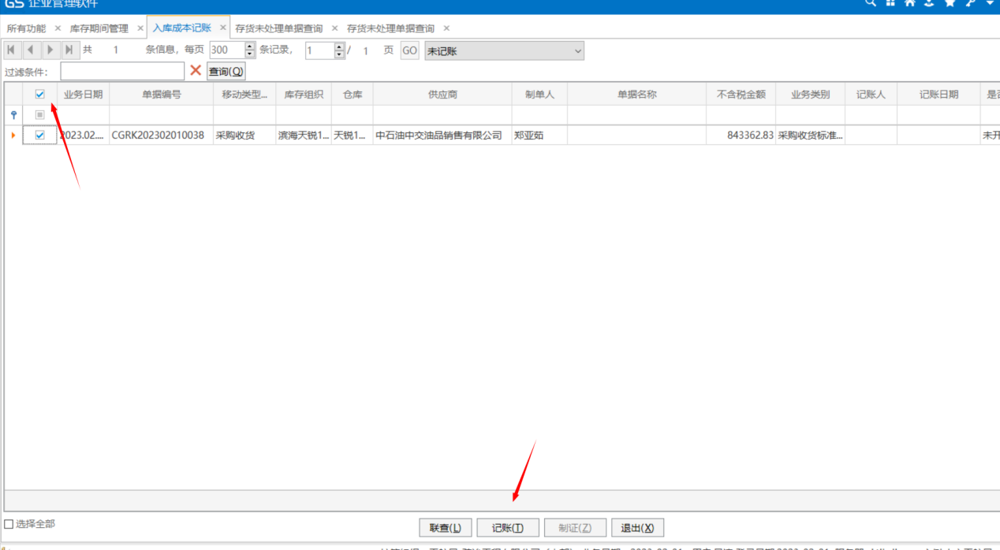 GS 企业管理软件
所有功能 × 库存期间管理 × 入库成本记账 × 存货未处理单据查询 × 存货未处理单据查询 ×
共 1 条信息，每页 300 条记录， 1 / 1 页 GO 未记账
过滤条件： 查询(Q)
业务日期 单据编号 移动类型... 库存组织 仓库 供应商 制单人 单据名称 不含税金额 业务类别 记账人 记账日期
2023.02.... CGRK202302010038 采购收货 滨海天锐1... 天锐1... 中石油中交油品销售有限公司 郑亚茹 843362.83 采购收货标准... 未开
选择全部 联查(L) 记账(T) 制证(Z) 退出(X)